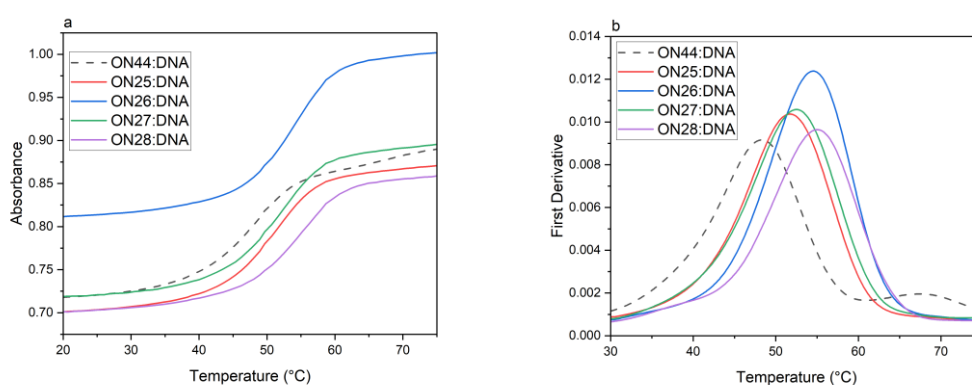 a
1.00
0.95
0.90
0.85
0.80
0.75
0.70
20
30
40
50
60
70
Absorbance
Temperature (°C)
ON44:DNA
ON25:DNA
ON26:DNA
ON27:DNA
ON28:DNA
b
0.014
0.012
0.010
0.008
0.006
0.004
0.002
0.000
30
40
50
60
70
First Derivative
Temperature (°C)
ON44:DNA
ON25:DNA
ON26:DNA
ON27:DNA
ON28:DNA